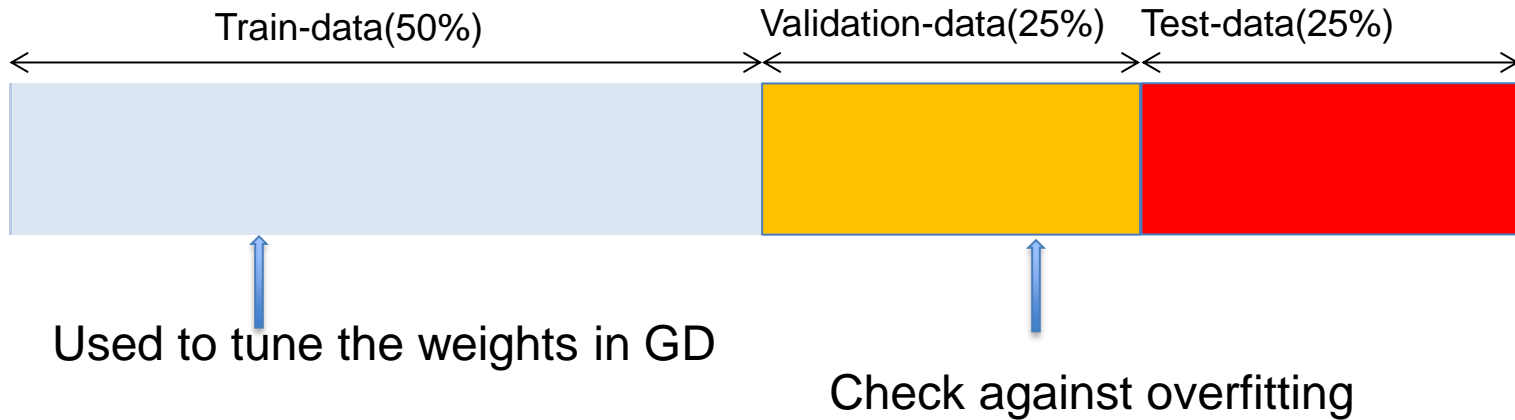 Train-data(50%)
Validation-data(25%)
Test-data(25%)
Used to tune the weights in GD
Check against overfitting